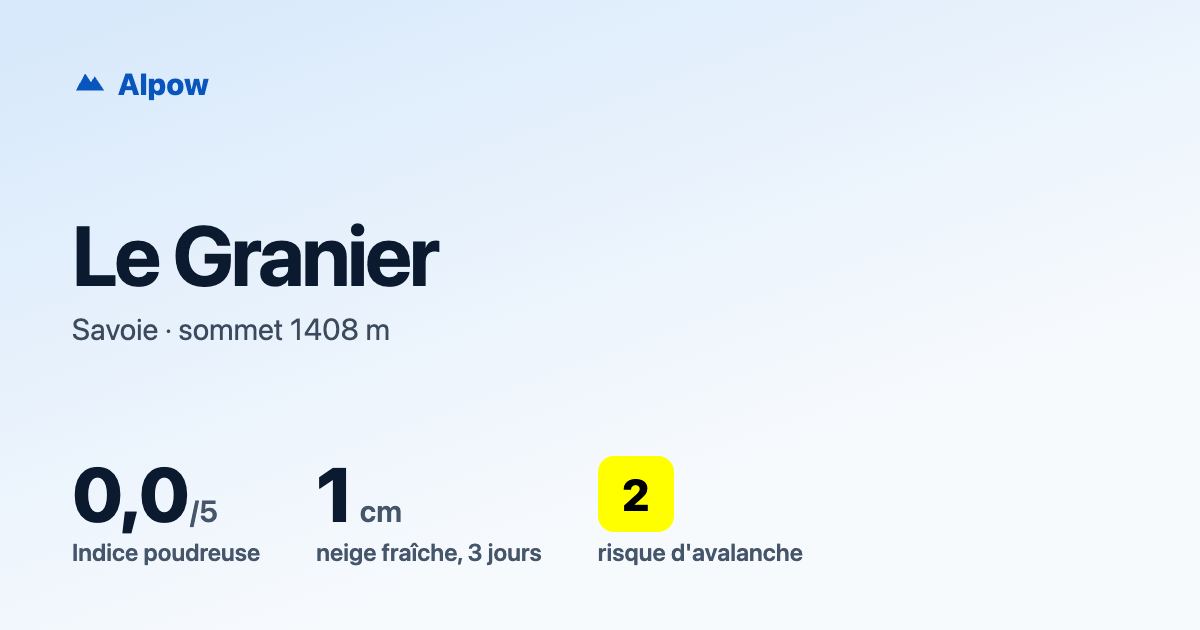 Alpow
Le Granier
Savoie · sommet 1408 m
0,0/5
Indice poudreuse
1 cm
neige fraîche, 3 jours
2
risque d'avalanche